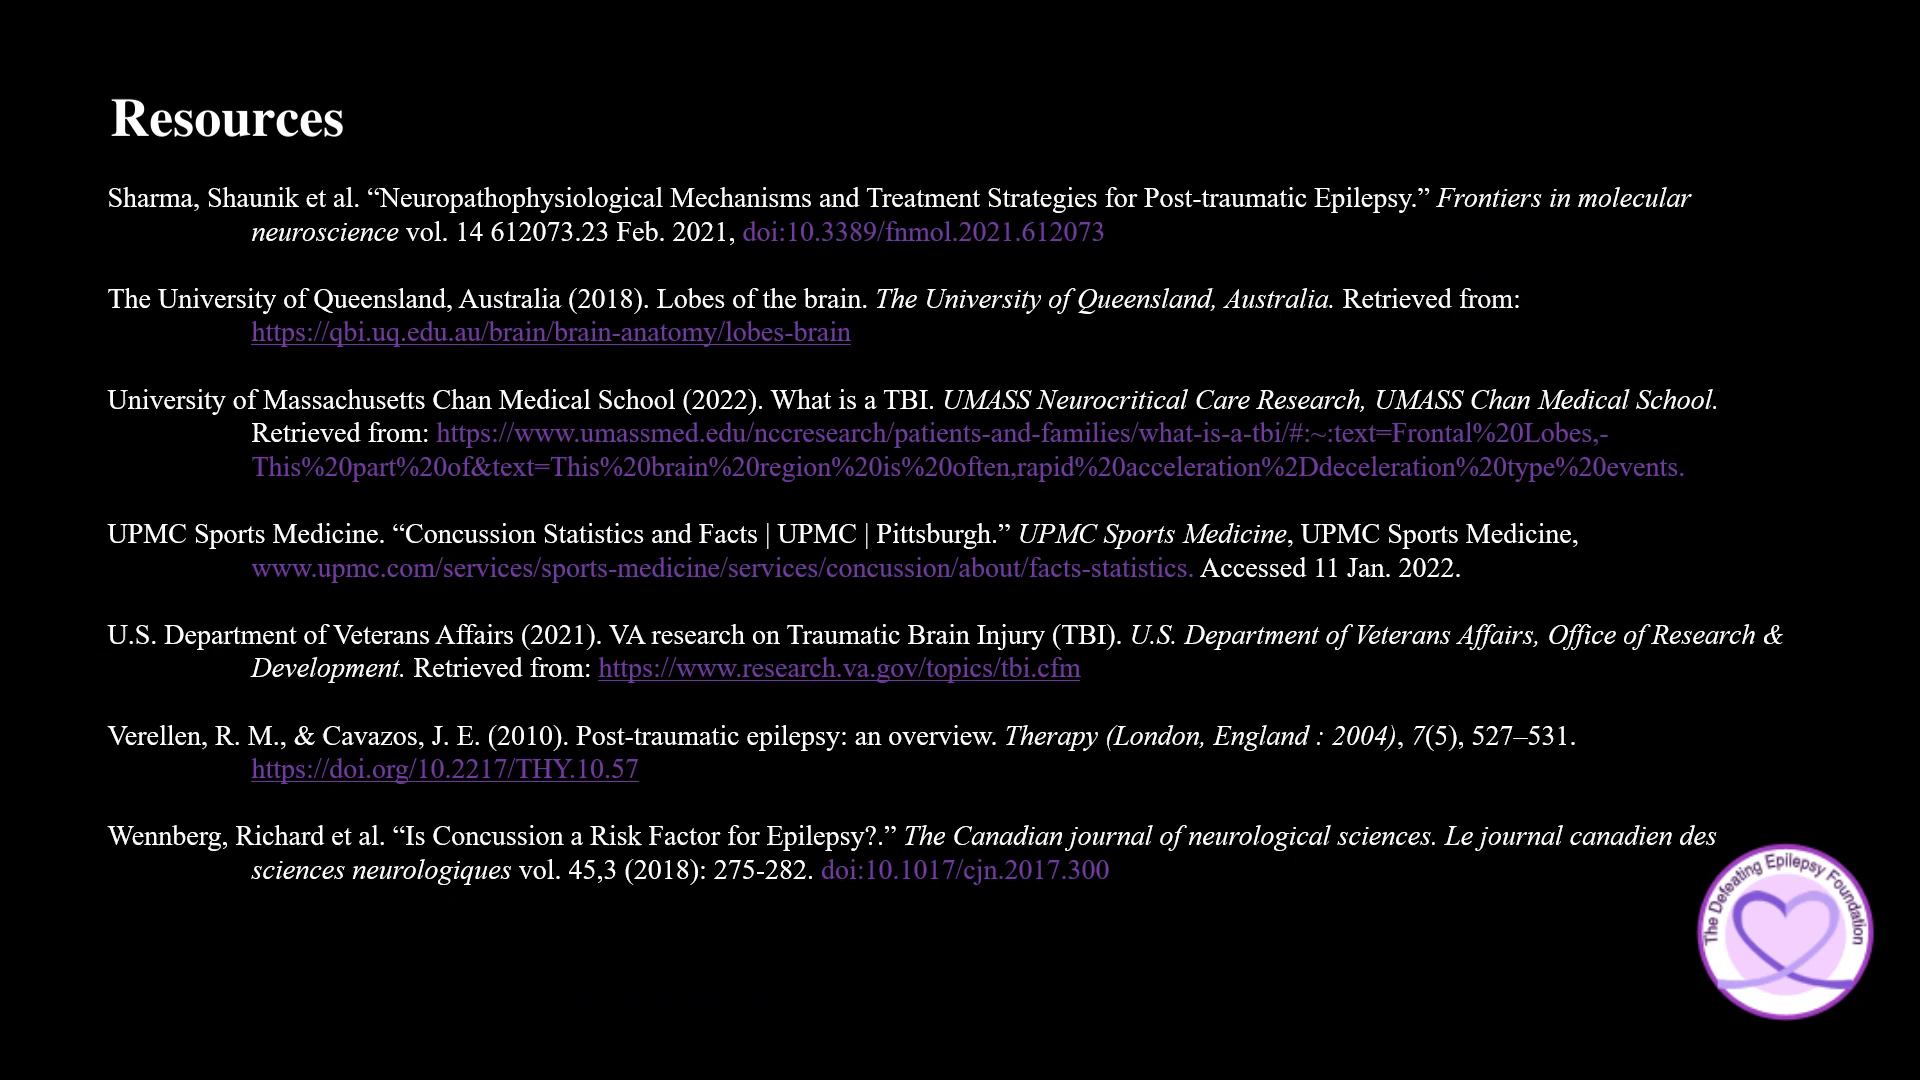 Resources
Sharma, Shaunik et al. “Neuropathophysiological Mechanisms and Treatment Strategies for Post-traumatic Epilepsy.” Frontiers in molecular
neuroscience vol. 14 612073.23 Feb. 2021, doi:10.3389/fnmol.2021.612073
The University of Queensland, Australia (2018). Lobes of the brain. The University of Queensland, Australia. Retrieved from:
https://qbi.uq.edu.au/brain/brain-anatomy/lobes-brain
University of Massachusetts Chan Medical School (2022). What is a TBI. UMASS Neurocritical Care Research, UMASS Chan Medical School.
Retrieved from: https://www.umassmed.edu/nccresearch/patients-and-families/what-is-a-tbi/#:~:text=Frontal%20Lobes,-
This%20part%20of&text=This%20brain%20region%20is%20often,rapid%20acceleration%2Ddeceleration%20type%20events.
UPMC Sports Medicine. “Concussion Statistics and Facts | UPMC | Pittsburgh.” UPMC Sports Medicine, UPMC Sports Medicine,
www.upmc.com/services/sports-medicine/services/concussion/about/facts-statistics. Accessed 11 Jan. 2022.
U.S. Department of Veterans Affairs (2021). VA research on Traumatic Brain Injury (TBI). U.S. Department of Veterans Affairs, Office of Research &
Development. Retrieved from: https://www.research.va.gov/topics/tbi.cfm
Verellen, R. M., & Cavazos, J. E. (2010). Post-traumatic epilepsy: an overview. Therapy (London, England : 2004), 7(5), 527–531.
https://doi.org/10.2217/THY.10.57
Wennberg, Richard et al. “Is Concussion a Risk Factor for Epilepsy?.” The Canadian journal of neurological sciences. Le journal canadien des
sciences neurologiques vol. 45,3 (2018): 275-282. doi:10.1017/cjn.2017.300
The Defeating Epilepsy Foundation